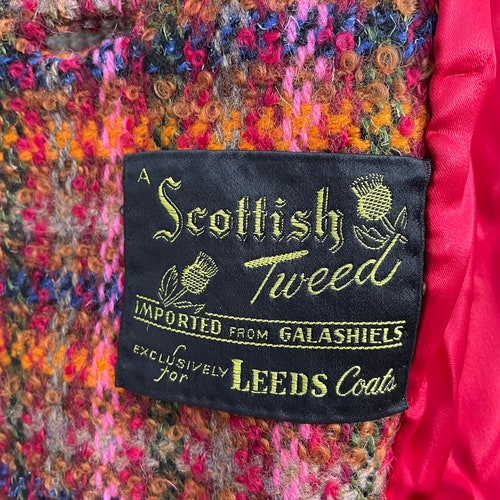 A
Scottish
Tweed
IMPORTED FROM GALASHIELS
EXCLUSIVELY
for LEEDS Coats